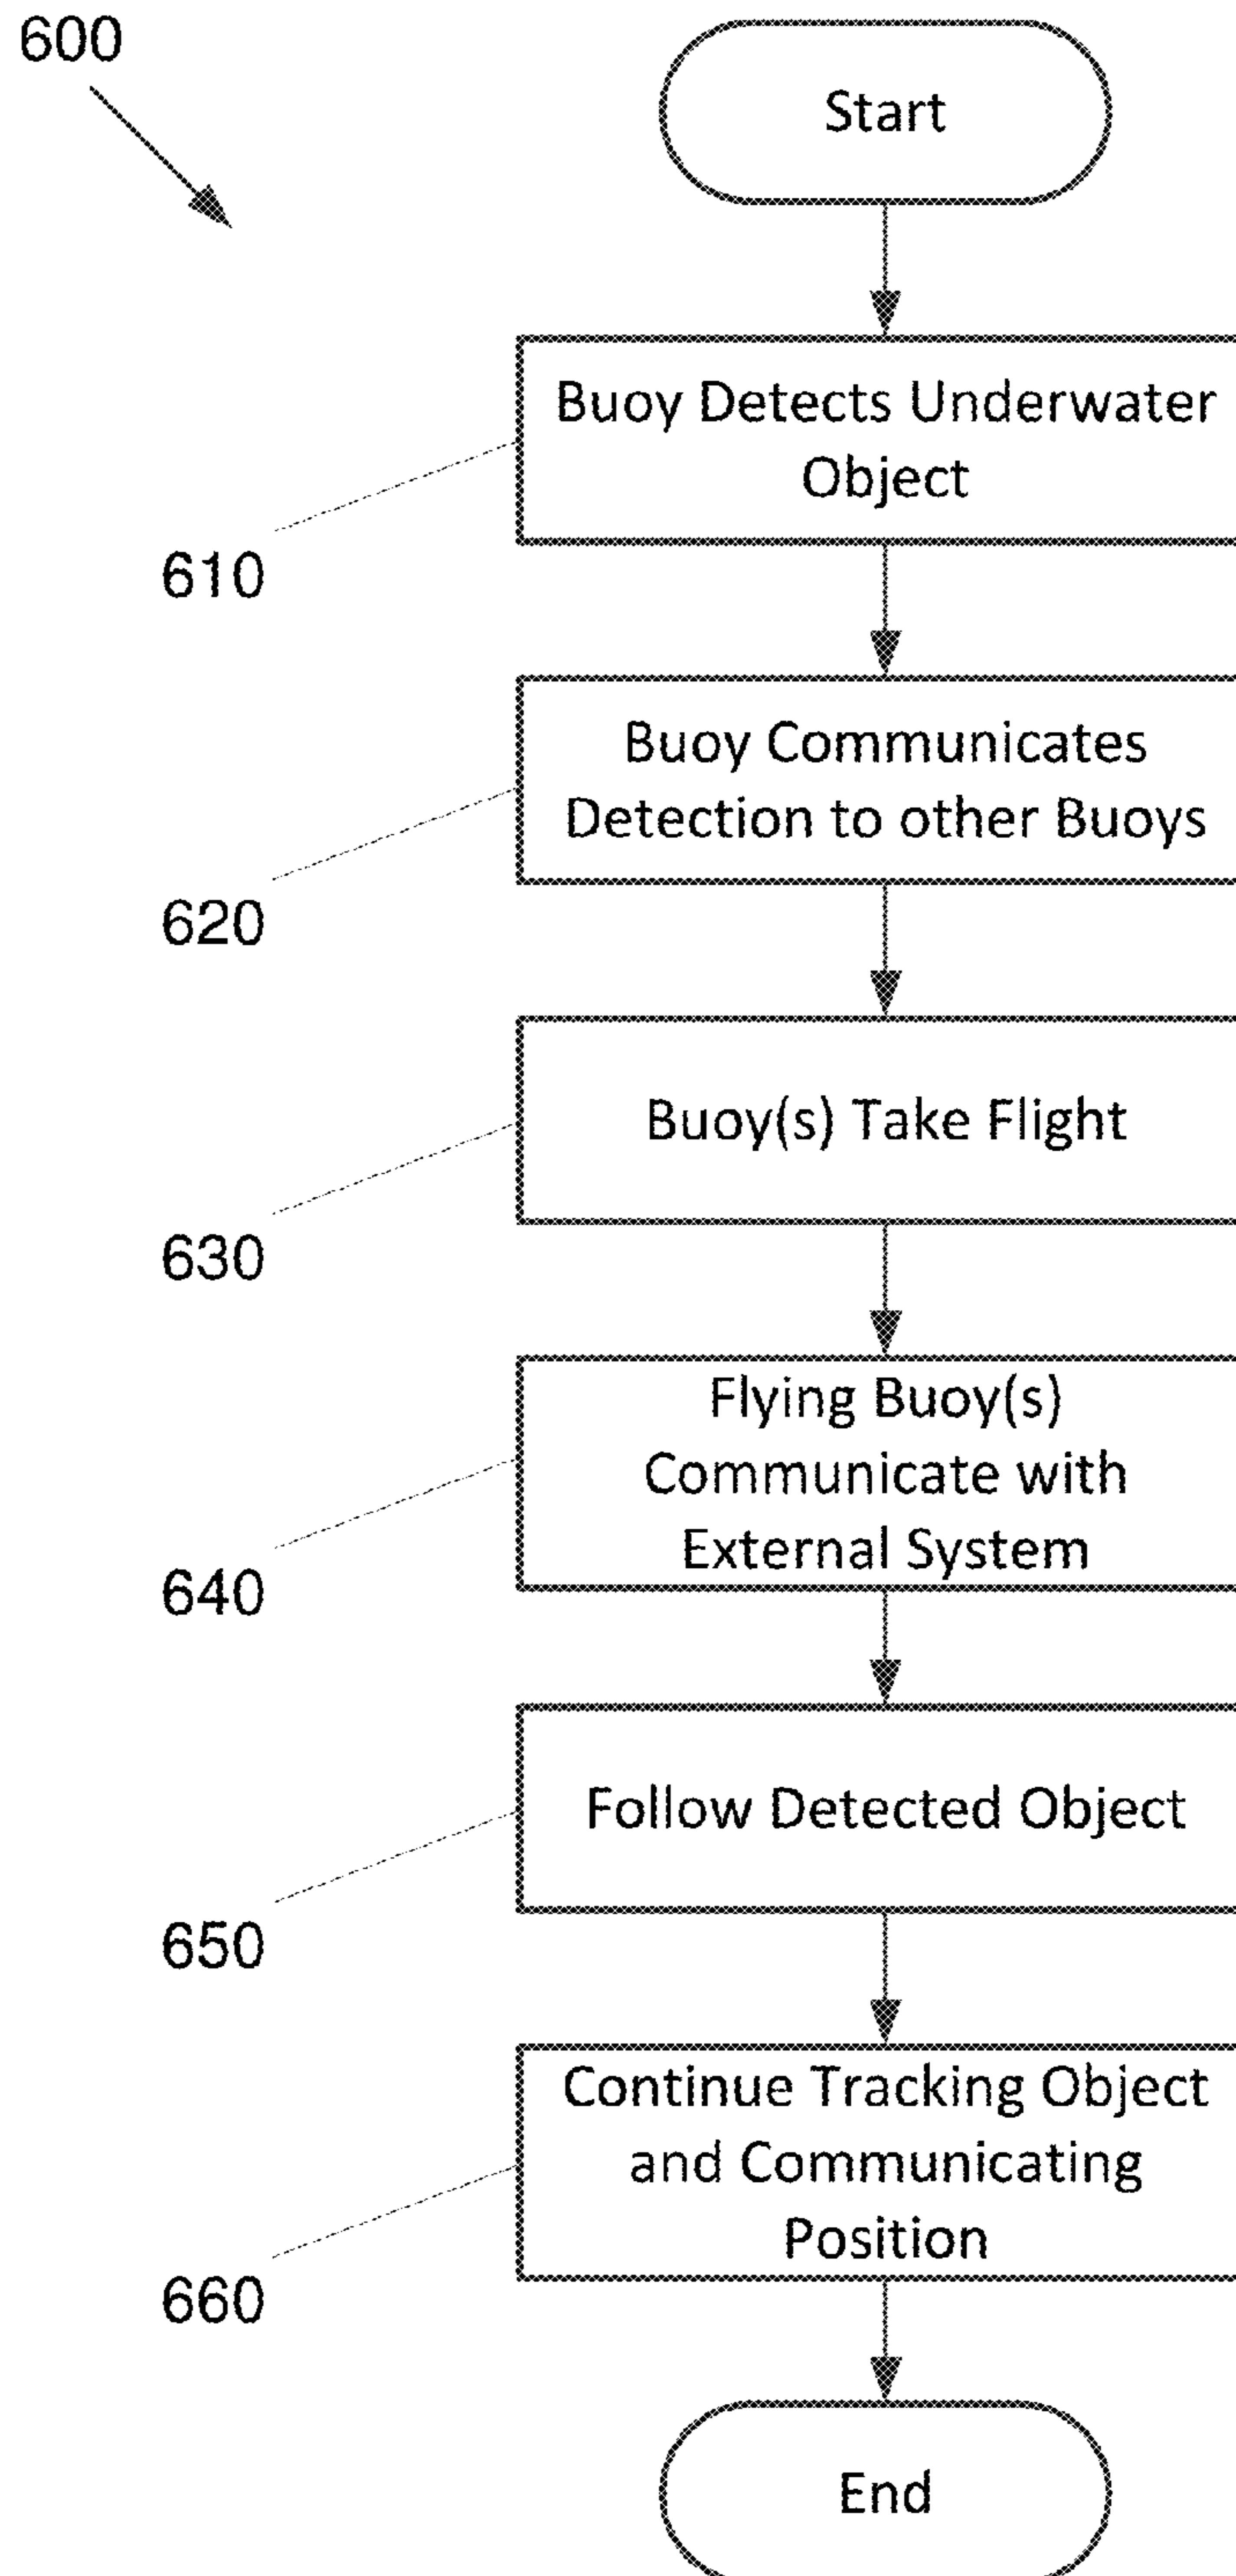 600
Start
Buoy Detects Underwater
Object
610
Buoy Communicates
Detection to other Buoys
620
Buoy(s) Take Flight
630
Flying Buoy(s)
Communicate with
External System
640
Follow Detected Object
650
Continue Tracking Object
and Communicating
Position
660
End